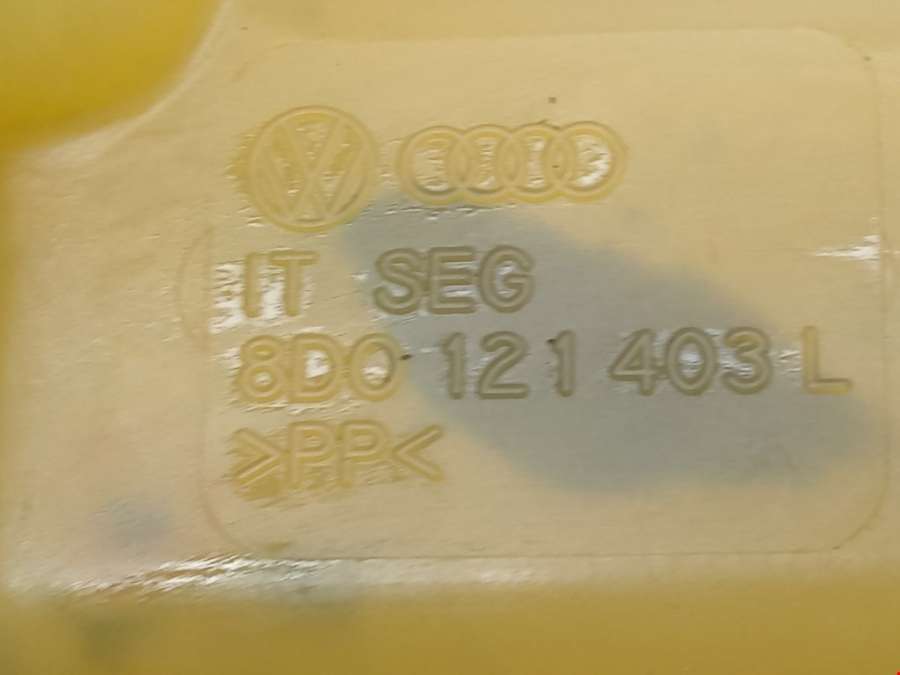 IT SEG
8D0 121 403 L
>PP<